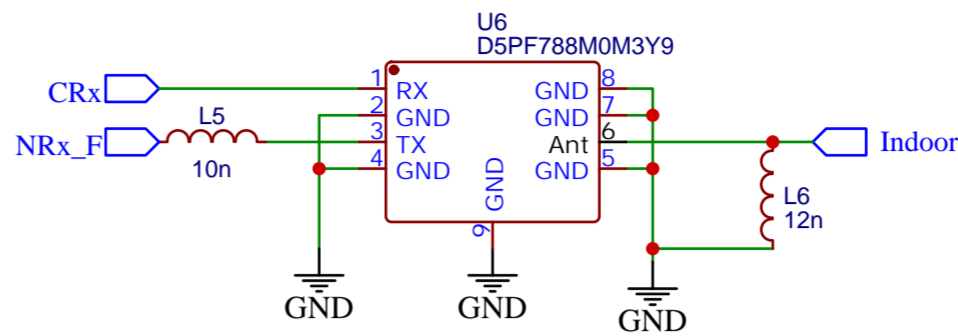 U6
D5PF788M0M3Y9
CRx
1
RX
GND
8
2
GND
GND
7
NRx_F
L5
10n
3
TX
Ant
6
Indoor
4
GND
GND
5
GND
9
L6
12n
GND
GND
GND